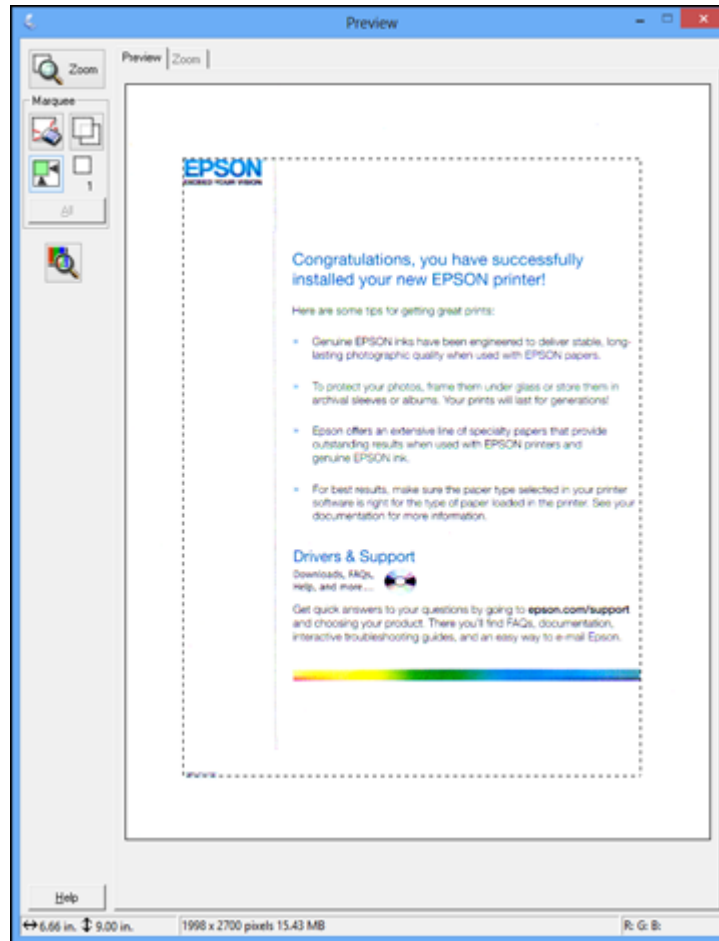 Preview
Zoom
Preview Zoom
Marquee
1
All
EPSON
EXCEED YOUR VISION
Congratulations, you have successfully
installed your new EPSON printer!
Here are some tips for getting great prints:
Genuine EPSON inks have been engineered to deliver stable, long-
lasting photographic quality when used with EPSON papers.
To protect your photos, frame them under glass or store them in
archival sleeves or albums. Your prints will last for generations!
Epson offers an extensive line of specialty papers that provide
outstanding results when used with EPSON printers and
genuine EPSON ink.
For best results, make sure the paper type selected in your printer
software is right for the type of paper loaded in the printer. See your
documentation for more information.
Drivers & Support
Downloads, FAQs,
Help, and more ...
Get quick answers to your questions by going to epson.com/support
and choosing your product. There you'll find FAQs, documentation,
interactive troubleshooting guides, and an easy way to e-mail Epson.
Help
6.66 in. 9.00 in. 1998 x 2700 pixels 15.43 MB R: G: B: